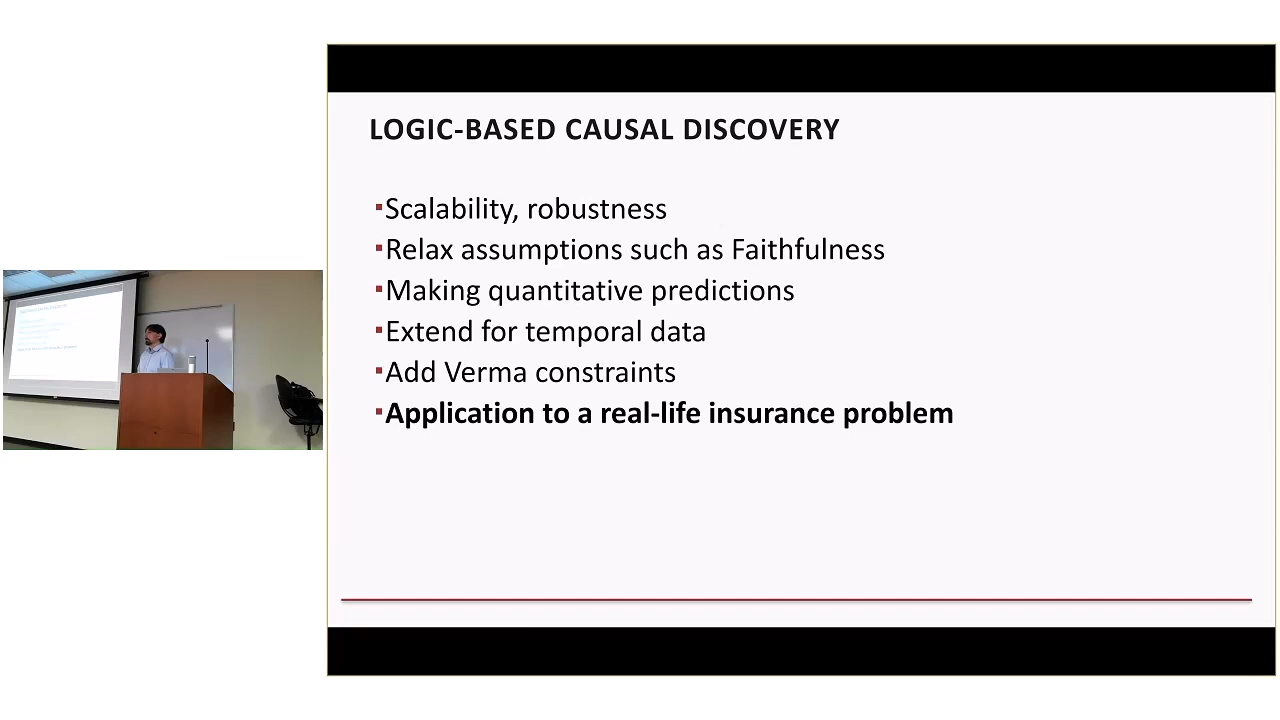 LOGIC-BASED CAUSAL DISCOVERY
▪Scalability, robustness
▪Relax assumptions such as Faithfulness
▪Making quantitative predictions
▪Extend for temporal data
▪Add Verma constraints
▪Application to a real-life insurance problem